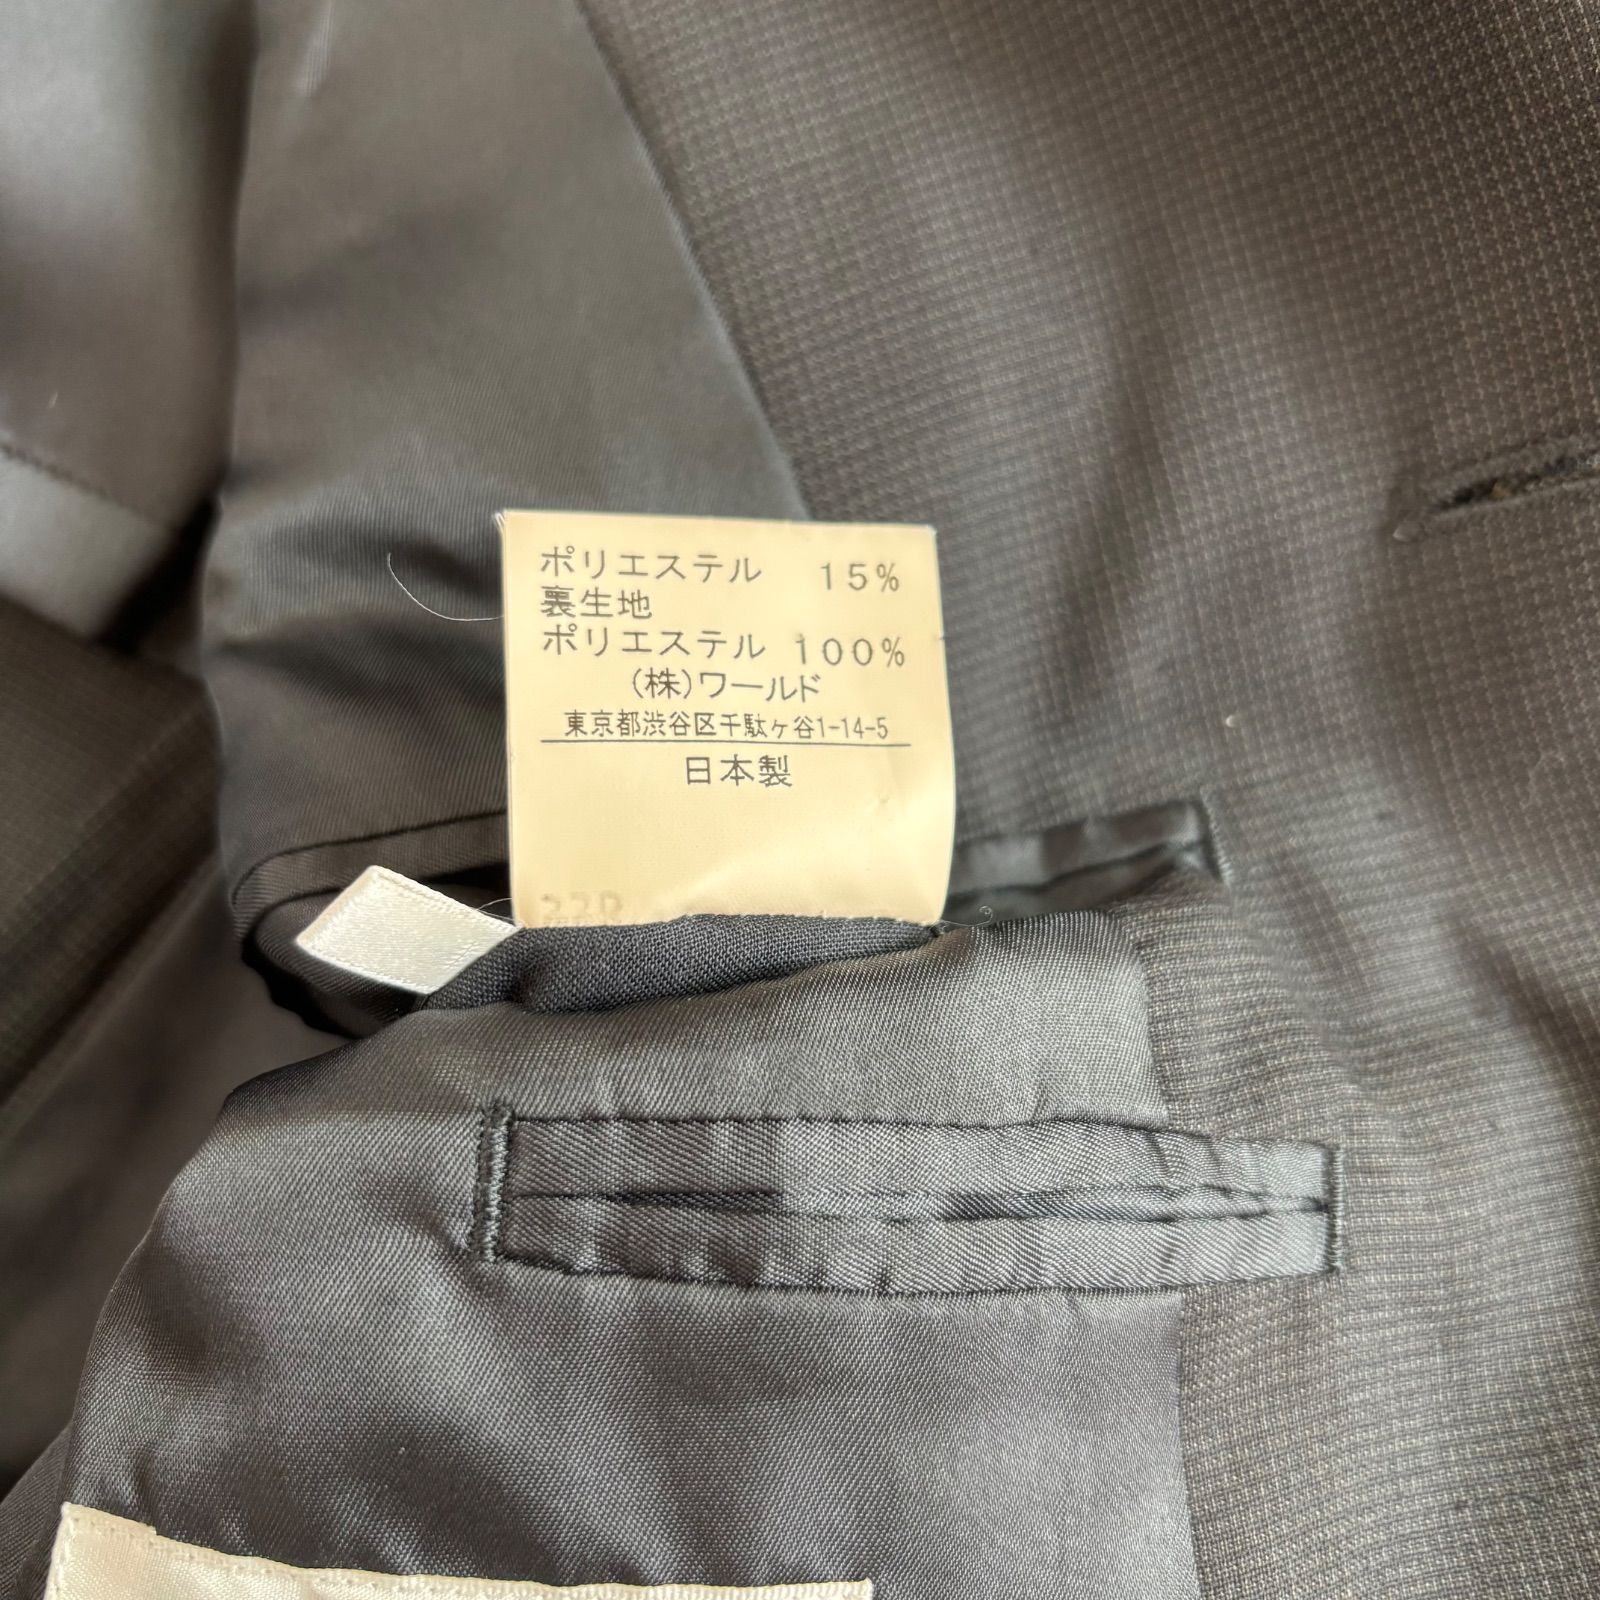 ポリエステル 15%
裏生地
ポリエステル 100%
(株)ワールド
東京都渋谷区千駄ヶ谷1-14-5
日本製